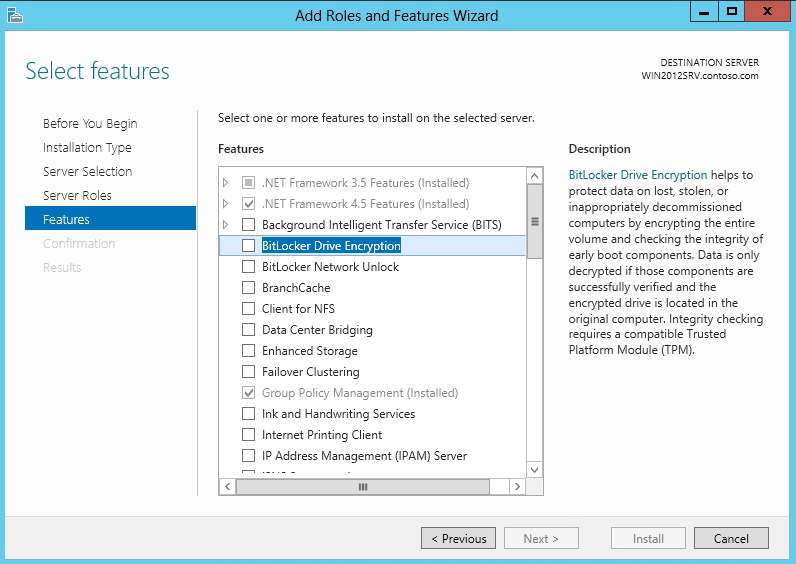 Add Roles and Features Wizard
Select features
DESTINATION SERVER
WIN2012SRV.contoso.com
Before You Begin
Installation Type
Server Selection
Server Roles
Features
Confirmation
Results
Select one or more features to install on the selected server.
Features
.NET Framework 3.5 Features (Installed)
.NET Framework 4.5 Features (Installed)
Background Intelligent Transfer Service (BITS)
BitLocker Drive Encryption
BitLocker Network Unlock
BranchCache
Client for NFS
Data Center Bridging
Enhanced Storage
Failover Clustering
Group Policy Management (Installed)
Ink and Handwriting Services
Internet Printing Client
IP Address Management (IPAM) Server
Description
BitLocker Drive Encryption helps to
protect data on lost, stolen, or
inappropriately decommissioned
computers by encrypting the entire
volume and checking the integrity of
early boot components. Data is only
decrypted if those components are
successfully verified and the
encrypted drive is located in the
original computer. Integrity checking
requires a compatible Trusted
Platform Module (TPM).
< Previous
Next >
Install
Cancel